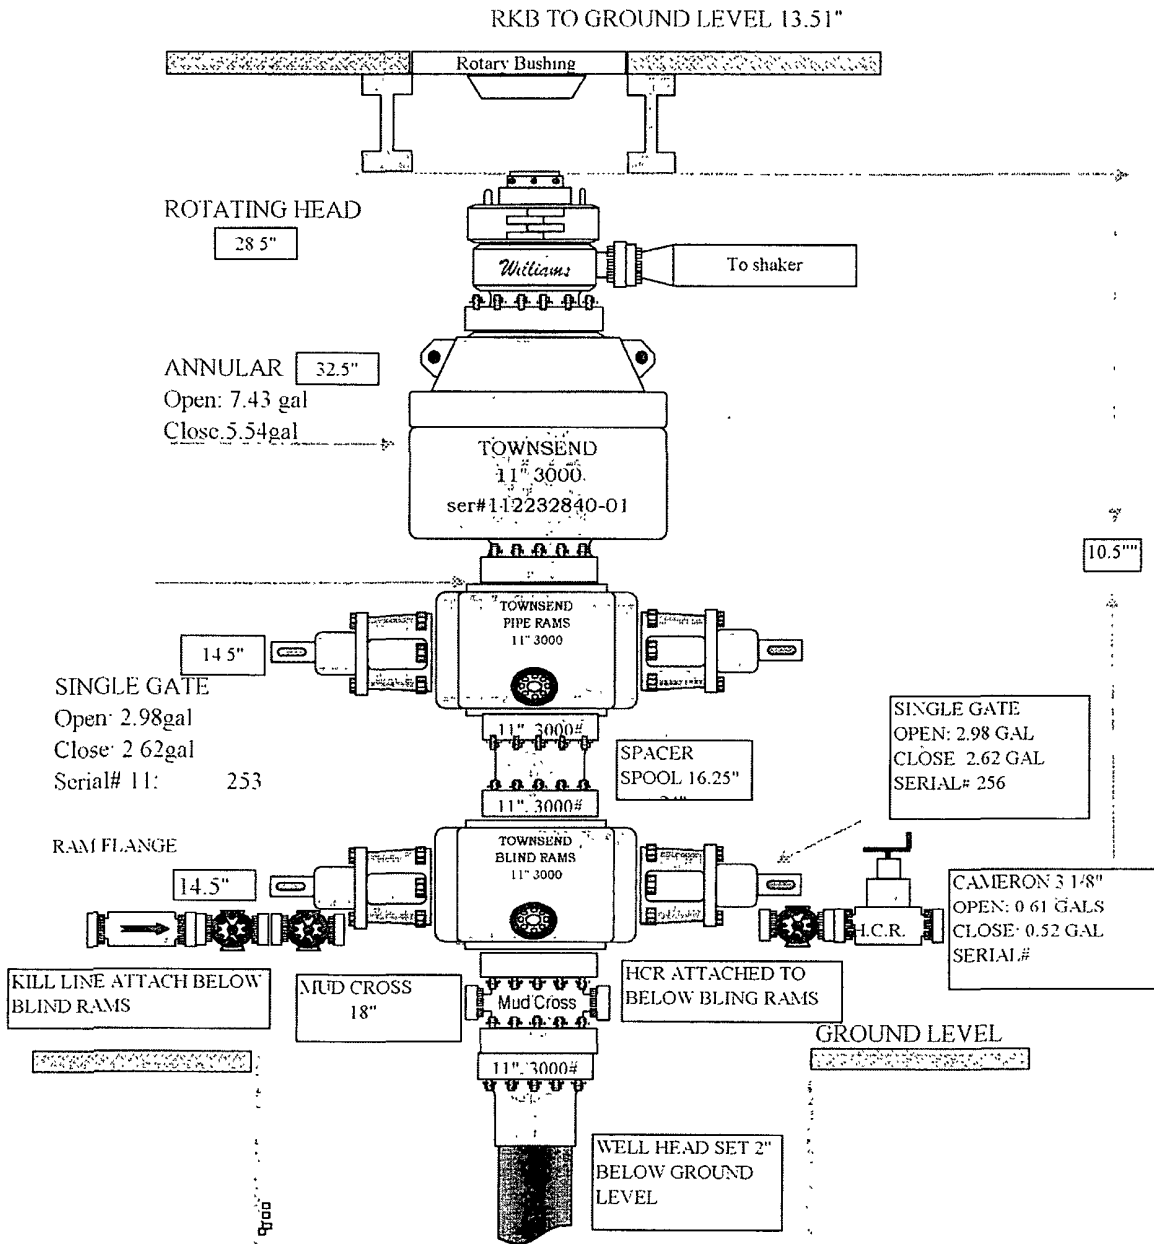 RKB TO GROUND LEVEL 13.51"
Rotary Bushing
ROTATING HEAD
28 5"
Williams
To shaker
ANNULAR
32.5"
Open: 7.43 gal
Close.5.54gal
TOWNSEND
11" 3000
ser#112232840-01
10.5""
TOWNSEND
PIPE RAMS
11" 3000
14 5"
SINGLE GATE
Open: 2.98gal
Close: 2 62gal
Serial# 11: 253
11". 3000#
SPACER
SPOOL 16.25"
SINGLE GATE
OPEN: 2.98 GAL
CLOSE 2.62 GAL
SERIAL# 256
11". 3000#
RAM FLANGE
TOWNSEND
BLIND RAMS
11" 3000
14.5"
H.C.R.
CAMERON 3 1/8"
OPEN: 0 61 GALS
CLOSE: 0.52 GAL
SERIAL#
KILL LINE ATTACH BELOW
BLIND RAMS
MUD CROSS
18"
Mud Cross
HCR ATTACHED TO
BELOW BLING RAMS
GROUND LEVEL
11". 3000#
WELL HEAD SET 2"
BELOW GROUND
LEVEL